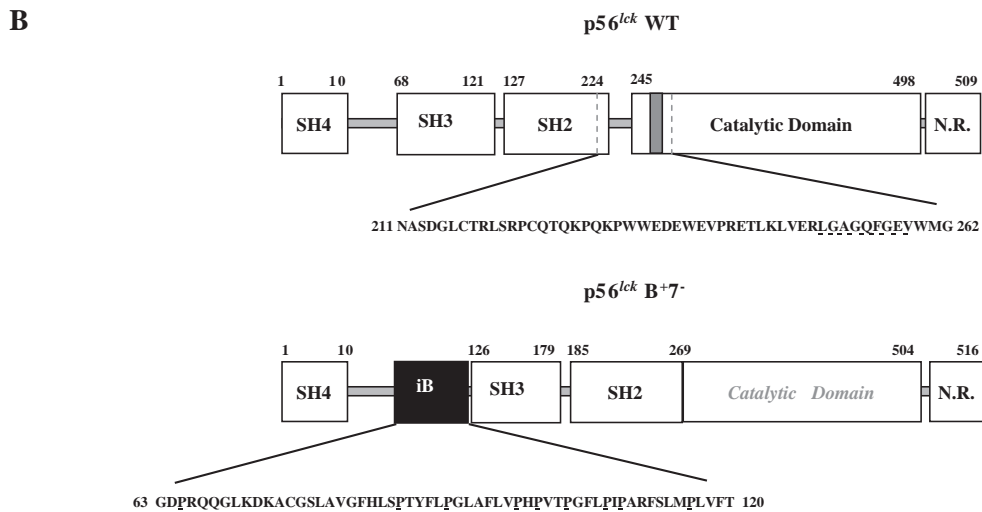 B
p56lck WT
1 10 68 121 127 224 245 498 509
SH4 SH3 SH2 Catalytic Domain N.R.
211 NASDGLCTRLSRPCQTQKPQKPWWEDEWEVPRETLKLVERLGAGQFGEVWMG 262
p56lck B+7-
1 10 126 179 185 269 504 516
SH4 iB SH3 SH2 Catalytic Domain N.R.
63 GDPRQQGLKDKACGSLAVGFHLSPTYFLPGLAFLVPHPVTPGFLPIPARFSLMPLVFT 120